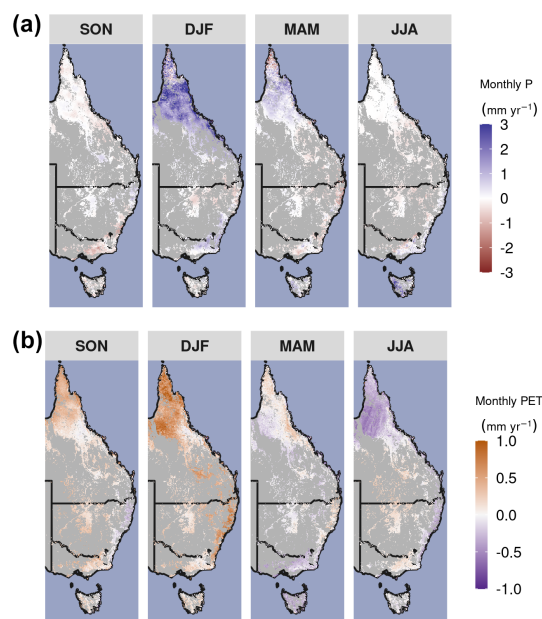 (a)
SON DJF MAM JJA
Monthly P
(mm yr⁻¹)
3
2
1
0
-1
-2
-3
(b)
SON DJF MAM JJA
Monthly PET
(mm yr⁻¹)
1.0
0.5
0.0
-0.5
-1.0